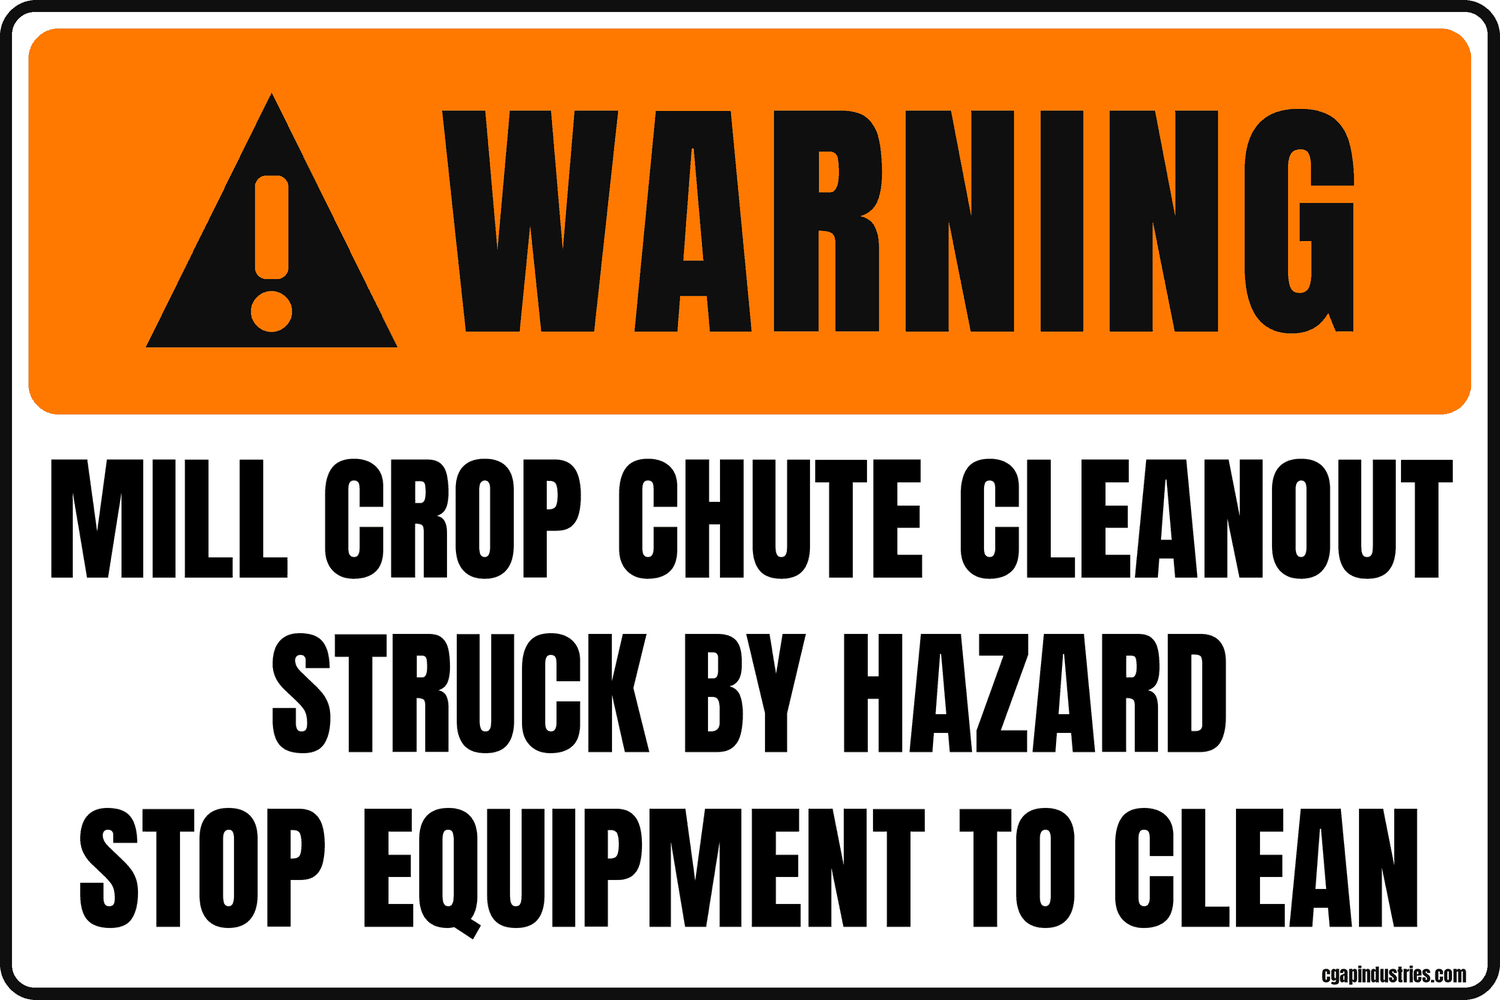 WARNING
MILL CROP CHUTE CLEANOUT
STRUCK BY HAZARD
STOP EQUIPMENT TO CLEAN
cgapindustries.com